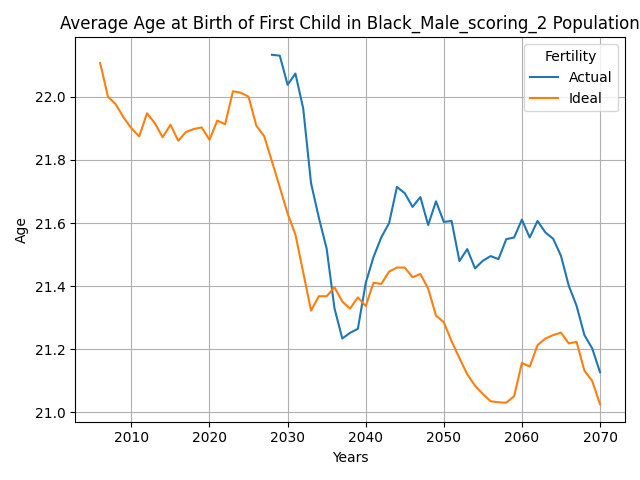 Average Age at Birth of First Child in Black_Male_scoring_2 Population
Fertility
Actual
Ideal
Age
22.0
21.8
21.6
21.4
21.2
21.0
2010 2020 2030 2040 2050 2060 2070
Years